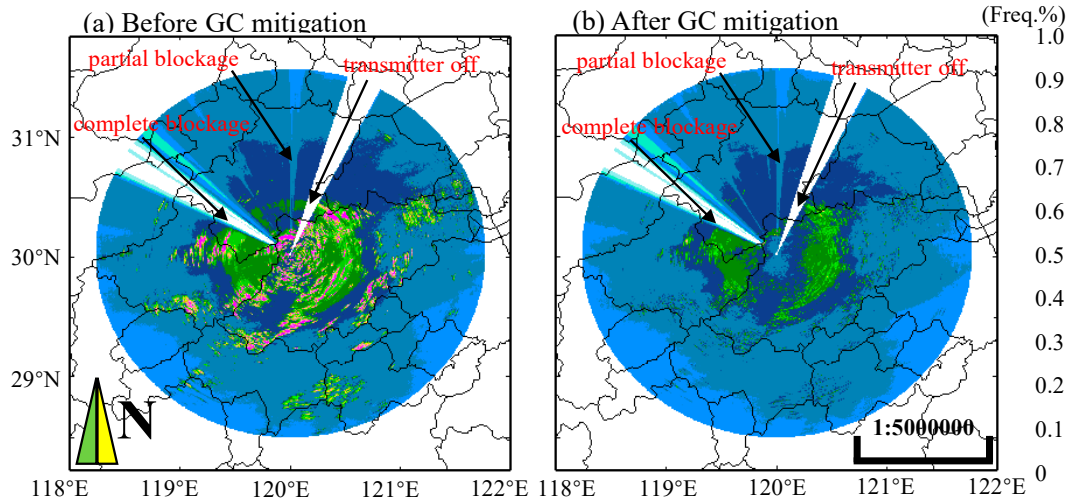 (a) Before GC mitigation
(b) After GC mitigation
(Freq.%)
partial blockage
transmitter off
complete blockage
partial blockage
transmitter off
complete blockage
31°N
30°N
29°N
N
1:5000000
118°E 119°E 120°E 121°E 122°E
118°E 119°E 120°E 121°E 122°E
1.0
0.9
0.8
0.7
0.6
0.5
0.4
0.3
0.2
0.1
0